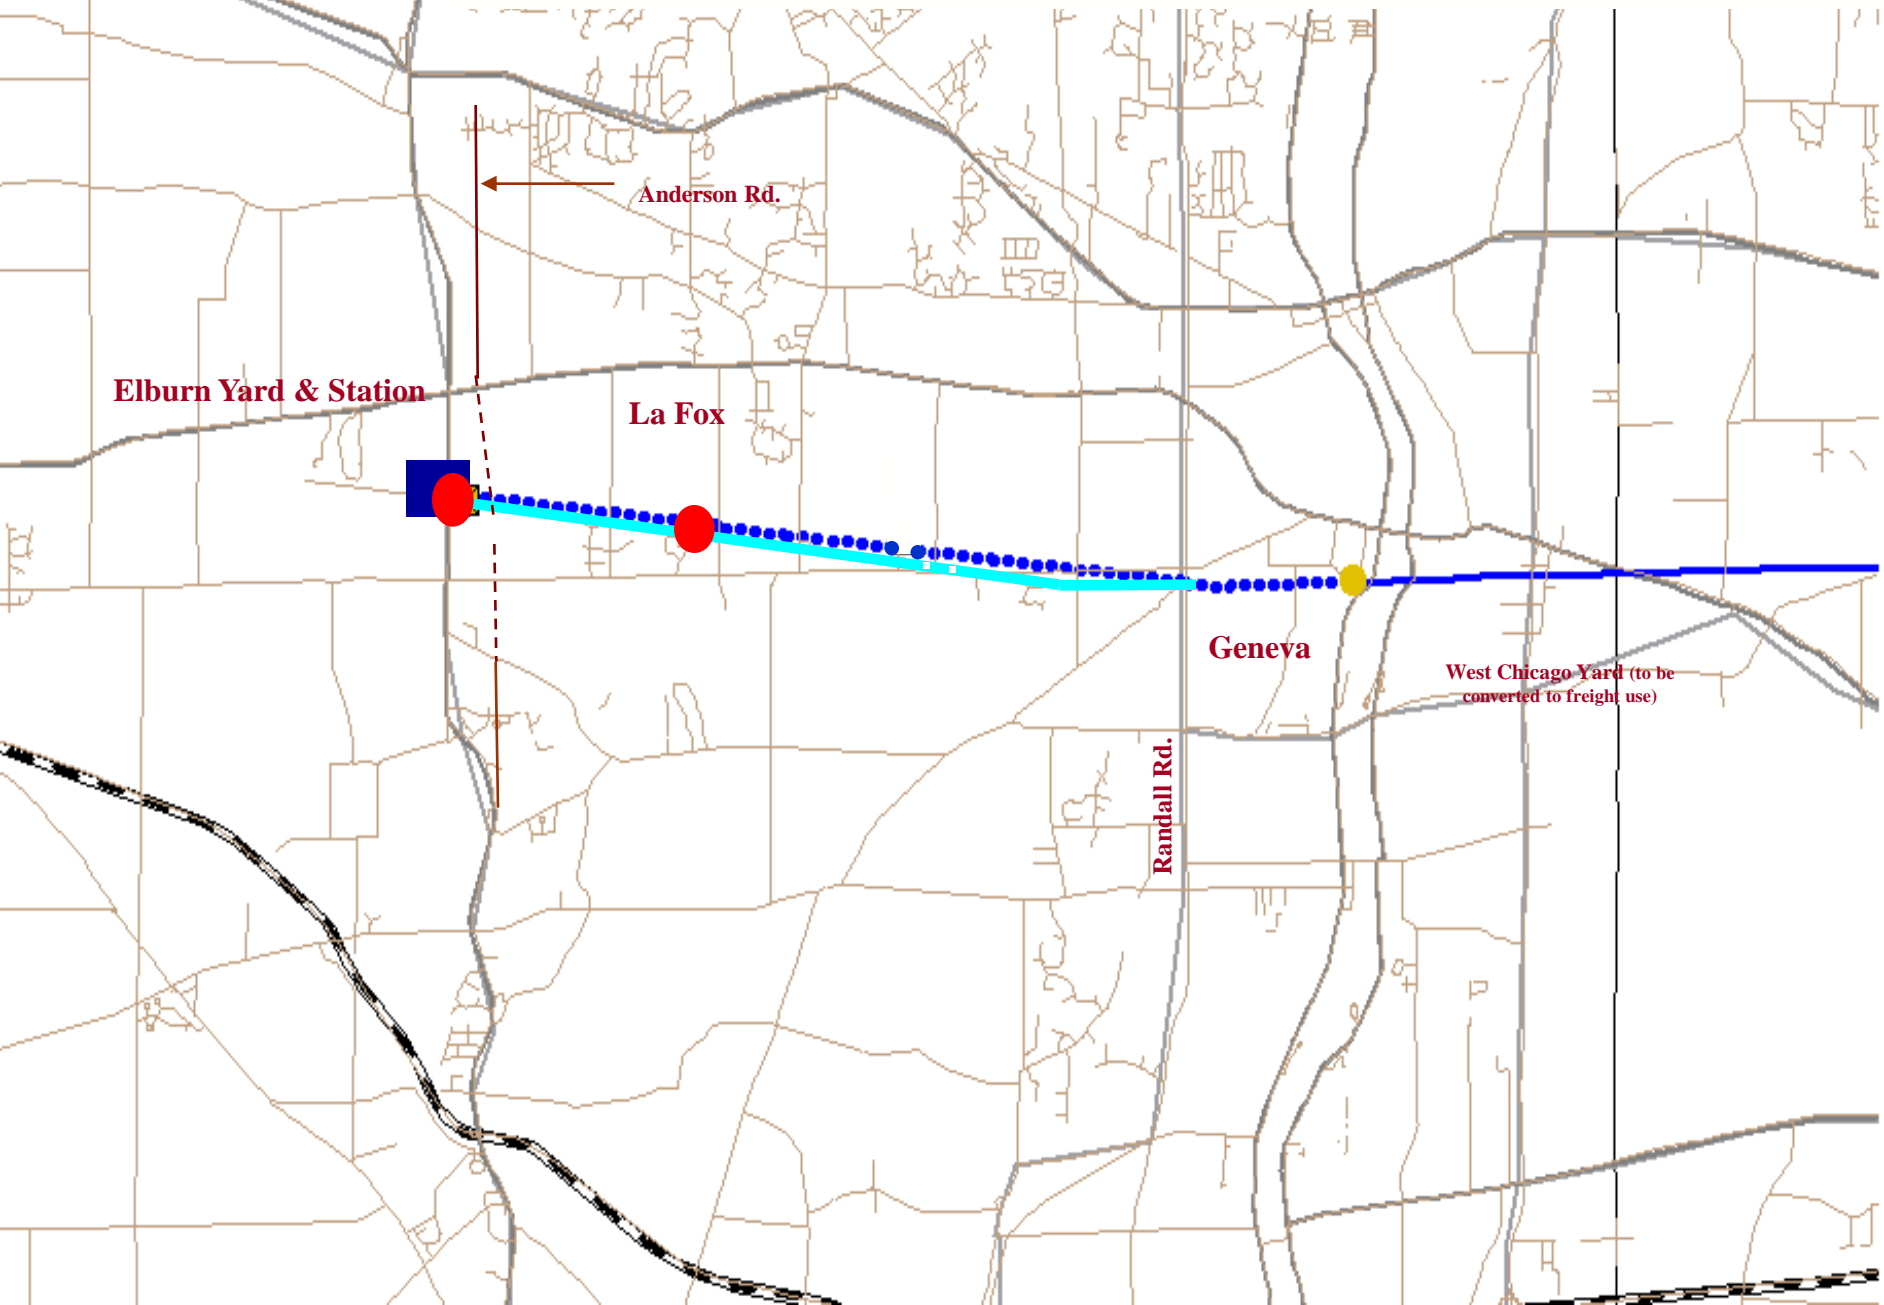 Anderson Rd.
Elburn Yard & Station
La Fox
Geneva
West Chicago Yard (to be
converted to freight use)
Randall Rd.